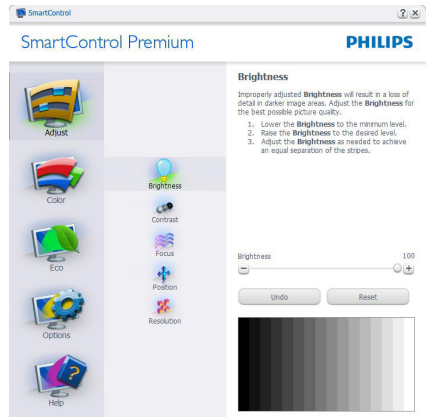 SmartControl
SmartControl Premium
PHILIPS
Adjust
Color
Eco
Options
Help
Brightness
Contrast
Focus
Position
Resolution
Brightness
Improperly adjusted Brightness will result in a loss of
detail in darker image areas. Adjust the Brightness for
the best possible picture quality.
1. Lower the Brightness to the minimum level.
2. Raise the Brightness to the desired level.
3. Adjust the Brightness as needed to achieve
an equal separation of the stripes.
Brightness 100
Undo
Reset